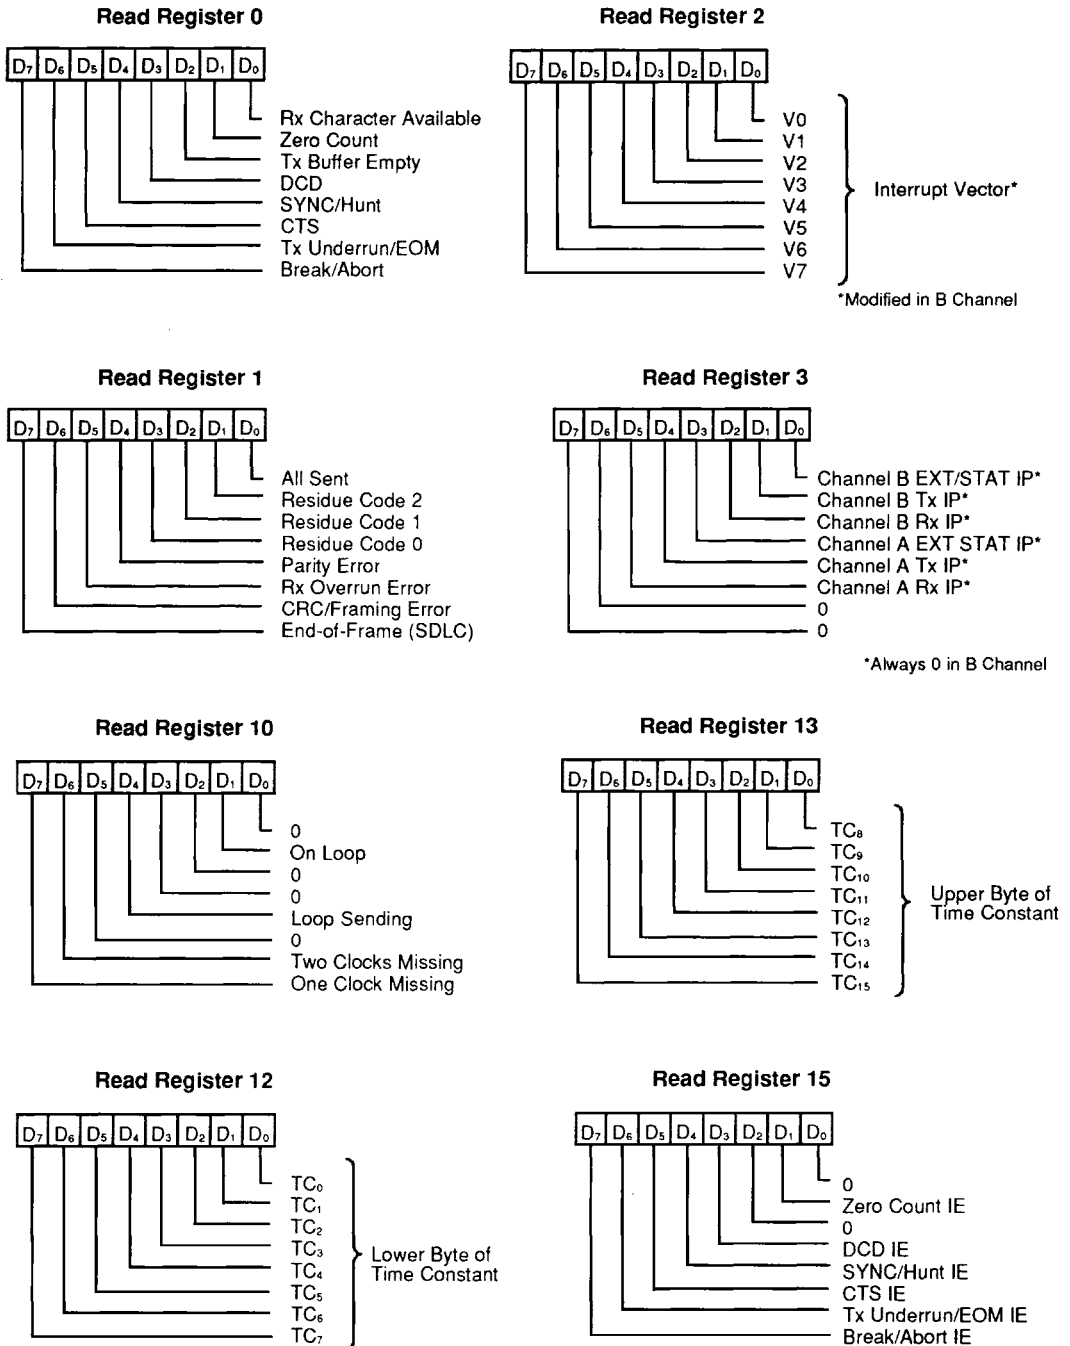 Read Register 0
D₇ D₆ D₅ D₄ D₃ D₂ D₁ D₀
Rx Character Available
Zero Count
Tx Buffer Empty
DCD
SYNC/Hunt
CTS
Tx Underrun/EOM
Break/Abort
Read Register 2
D₇ D₆ D₅ D₄ D₃ D₂ D₁ D₀
V0
V1
V2
V3
V4
V5
V6
V7
Interrupt Vector*
*Modified in B Channel
Read Register 1
D₇ D₆ D₅ D₄ D₃ D₂ D₁ D₀
All Sent
Residue Code 2
Residue Code 1
Residue Code 0
Parity Error
Rx Overrun Error
CRC/Framing Error
End-of-Frame (SDLC)
Read Register 3
D₇ D₆ D₅ D₄ D₃ D₂ D₁ D₀
Channel B EXT/STAT IP*
Channel B Tx IP*
Channel B Rx IP*
Channel A EXT STAT IP*
Channel A Tx IP*
Channel A Rx IP*
0
0
*Always 0 in B Channel
Read Register 10
D₇ D₆ D₅ D₄ D₃ D₂ D₁ D₀
0
On Loop
0
0
Loop Sending
0
Two Clocks Missing
One Clock Missing
Read Register 13
D₇ D₆ D₅ D₄ D₃ D₂ D₁ D₀
TC₈
TC₉
TC₁₀
TC₁₁
TC₁₂
TC₁₃
TC₁₄
TC₁₅
Upper Byte of
Time Constant
Read Register 12
D₇ D₆ D₅ D₄ D₃ D₂ D₁ D₀
TC₀
TC₁
TC₂
TC₃
TC₄
TC₅
TC₆
TC₇
Lower Byte of
Time Constant
Read Register 15
D₇ D₆ D₅ D₄ D₃ D₂ D₁ D₀
0
Zero Count IE
0
DCD IE
SYNC/Hunt IE
CTS IE
Tx Underrun/EOM IE
Break/Abort IE